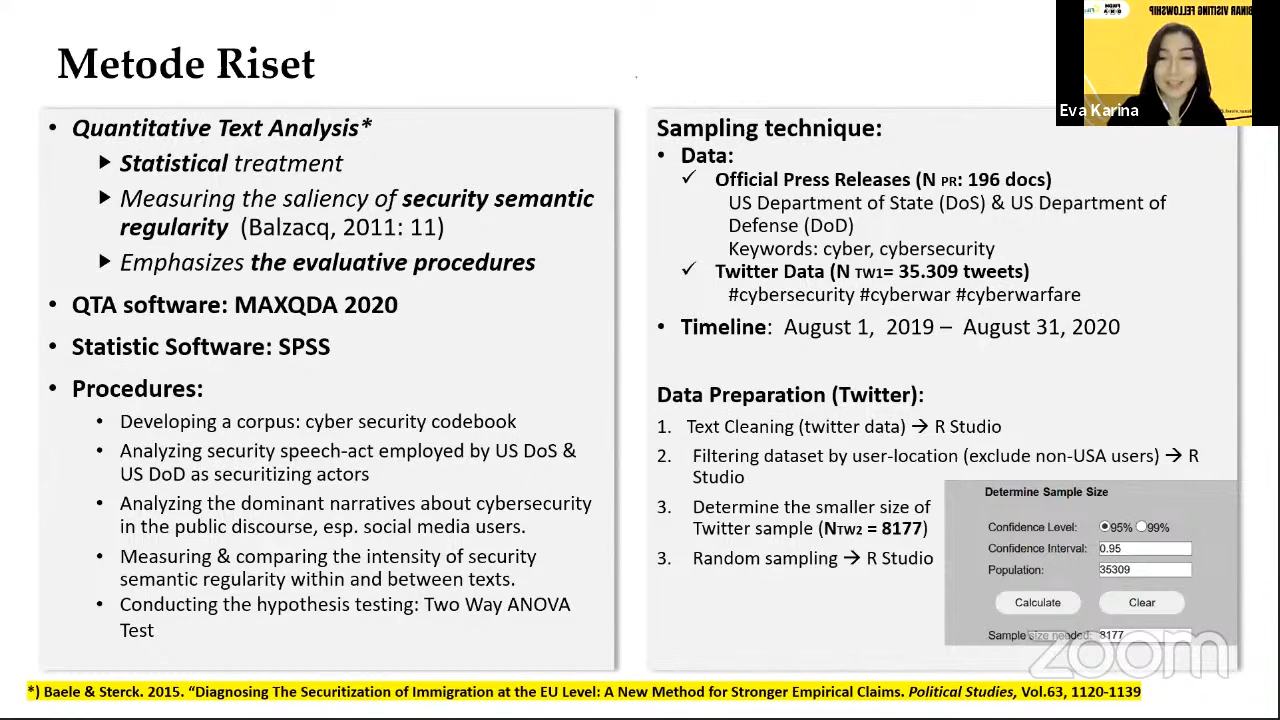 Metode Riset
• Quantitative Text Analysis*
Statistical treatment
Measuring the saliency of security semantic
regularity (Balzacq, 2011: 11)
Emphasizes the evaluative procedures
• QTA software: MAXQDA 2020
• Statistic Software: SPSS
• Procedures:
• Developing a corpus: cyber security codebook
• Analyzing security speech-act employed by US DoS &
US DoD as securitizing actors
• Analyzing the dominant narratives about cybersecurity
in the public discourse, esp. social media users.
• Measuring & comparing the intensity of security
semantic regularity within and between texts.
• Conducting the hypothesis testing: Two Way ANOVA
Test
Sampling technique:
• Data:
✓ Official Press Releases (N PR: 196 docs)
US Department of State (DoS) & US Department of
Defense (DoD)
Keywords: cyber, cybersecurity
✓ Twitter Data (N TW1= 35.309 tweets)
#cybersecurity #cyberwar #cyberwarfare
• Timeline: August 1, 2019 – August 31, 2020
Data Preparation (Twitter):
1. Text Cleaning (twitter data) → R Studio
2. Filtering dataset by user-location (exclude non-USA users) → R
Studio
3. Determine the smaller size of
Twitter sample (NTW2 = 8177)
3. Random sampling → R Studio
Determine Sample Size
Confidence Level: 95% 99%
Confidence Interval: 0.95
Population: 35309
Calculate Clear
Sample size needed: 8177
zoom
*) Baele & Sterck. 2015. “Diagnosing The Securitization of Immigration at the EU Level: A New Method for Stronger Empirical Claims. Political Studies, Vol.63, 1120-1139
BINAR VISITING FELLOWSHIP
Eva Karina